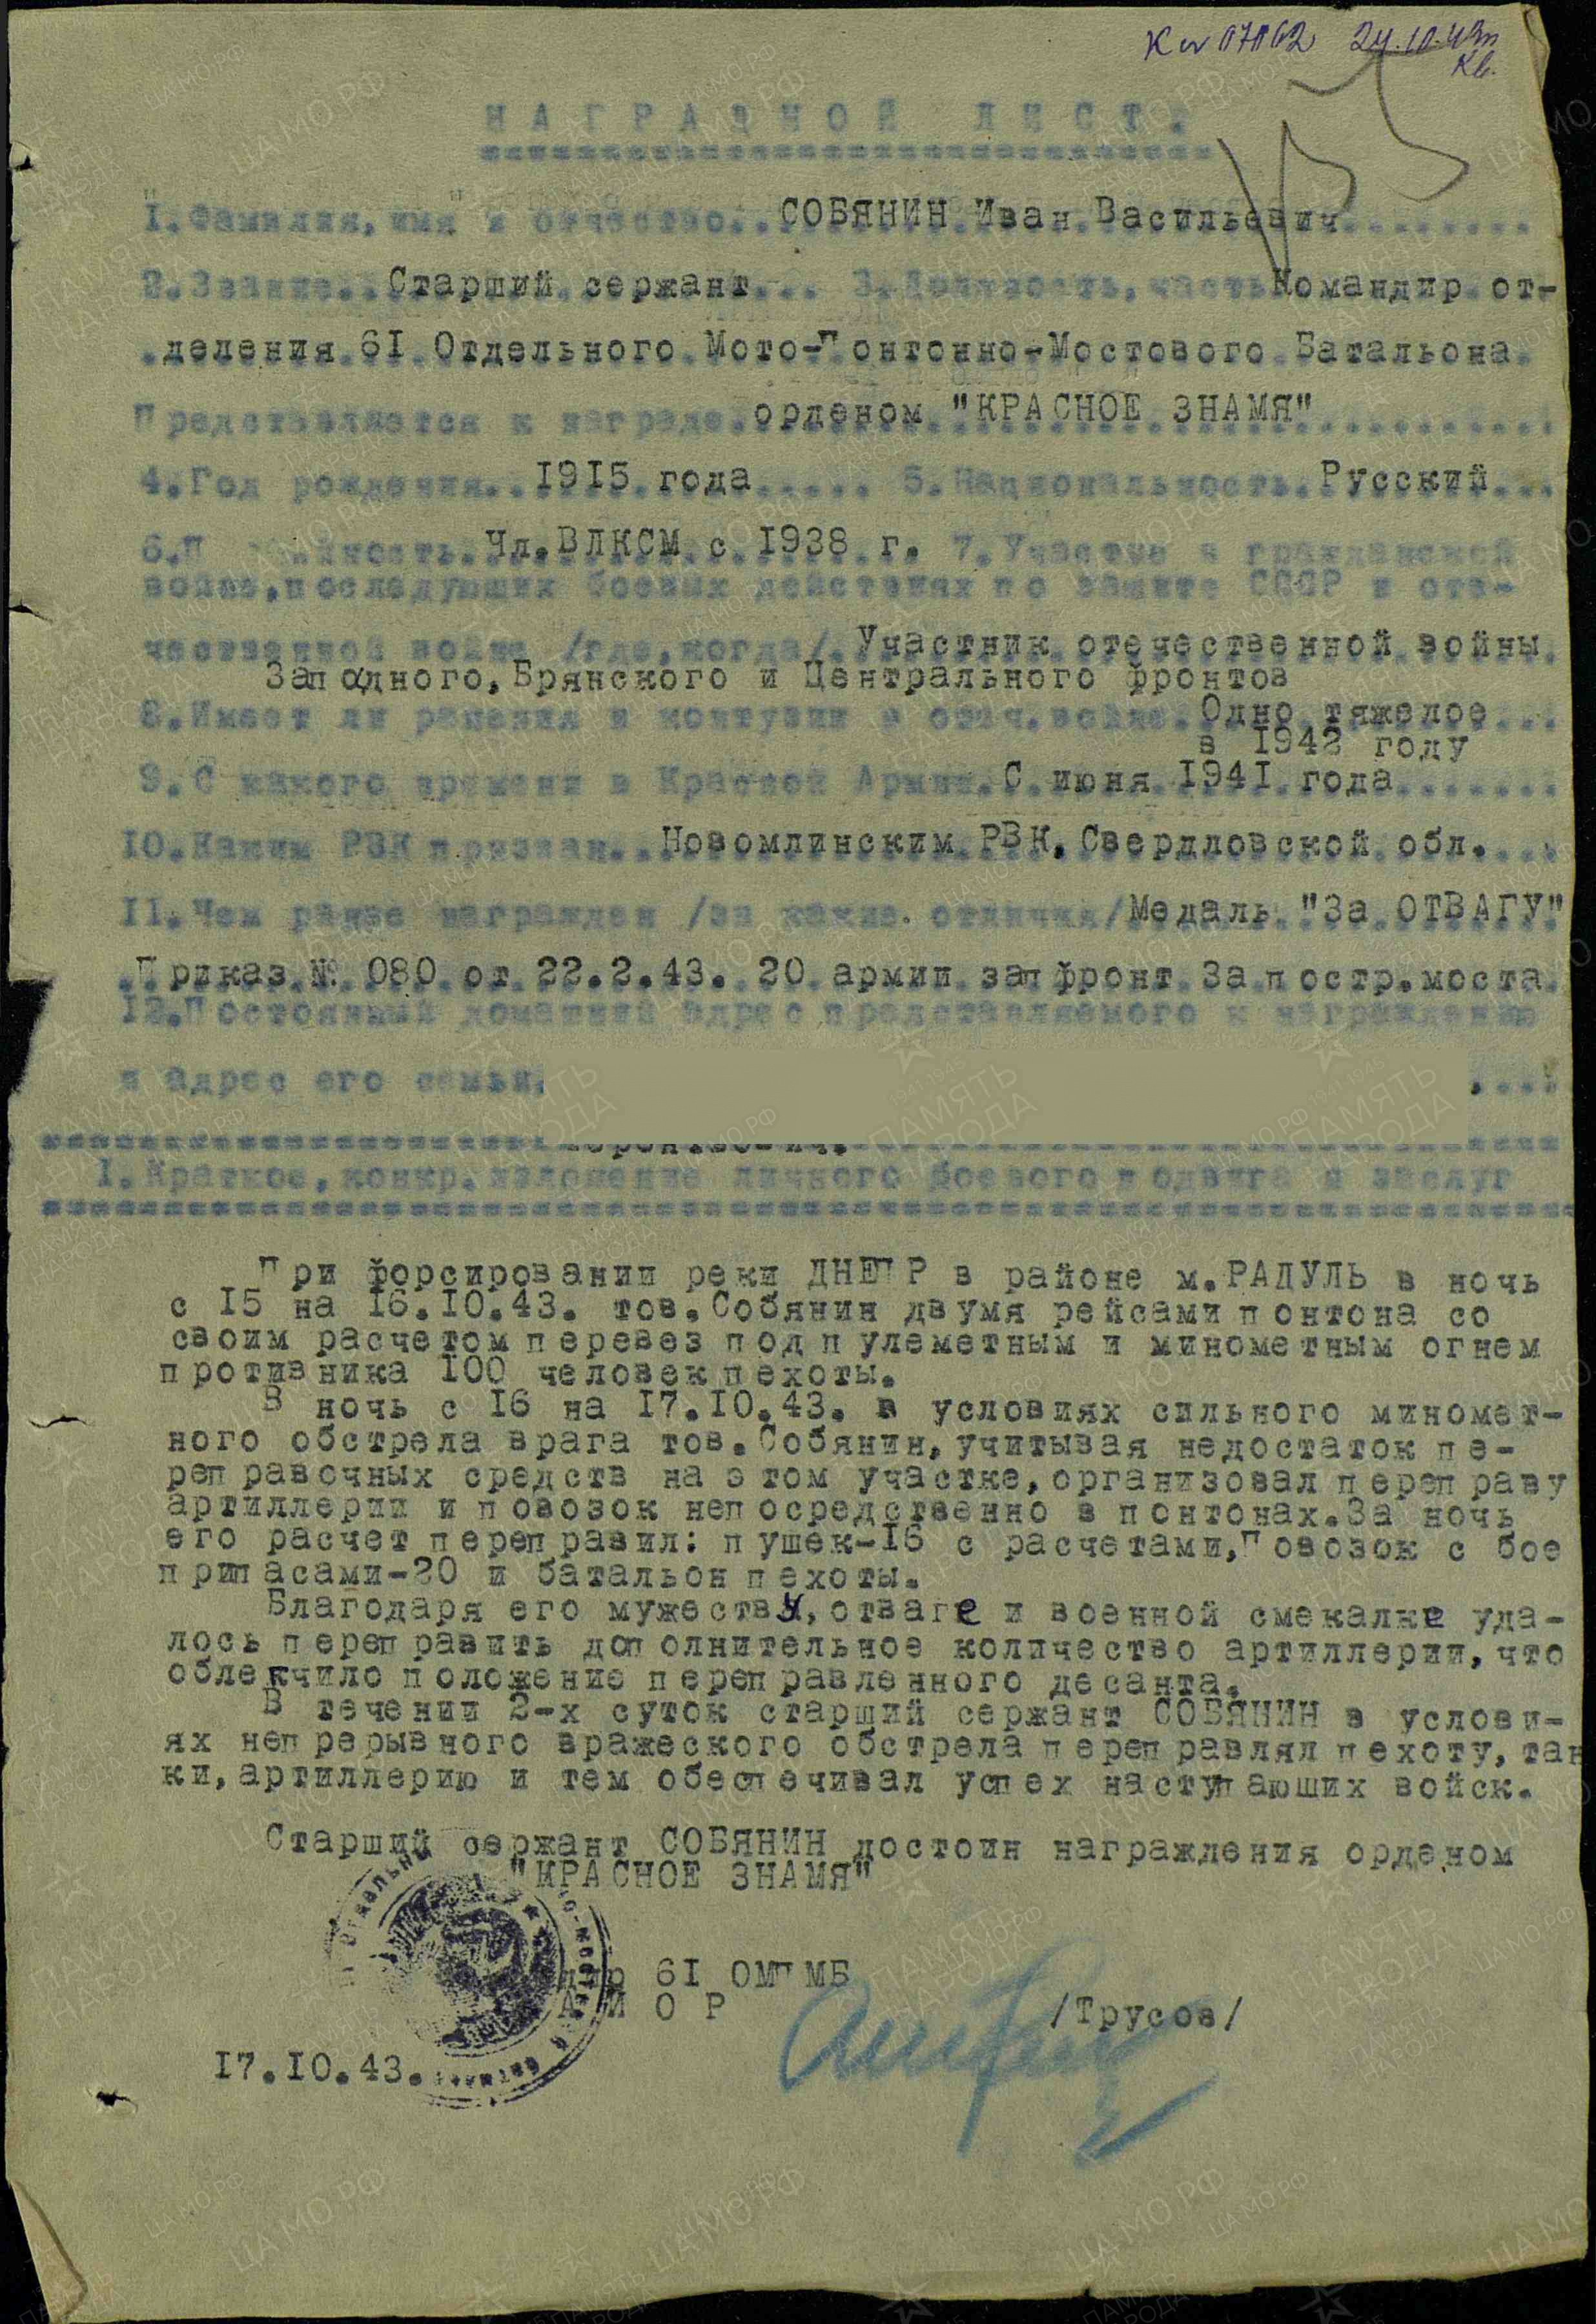 К вх 07062 24.10.43г
НАГРАДНОЙ ЛИСТ.
1.Фамилия, имя и отчество..СОБЯНИН Иван Васильевич
2.Звание..Старший сержант... 3.Должность, часть Командир от-
деления 61 Отдельного Мото-Понтонно-Мостового Батальона
Представляется к награде.орденом "КРАСНОЕ ЗНАМЯ"
4.Год рождения..1915 года..... 5.Национальность.Русский...
6.П ность.Чл.ВЛКСМ с 1938 г. 7.Участие в гражданской
войне,последующих боевых действиях по защите СССР и оте-
чественной войне /где,когда/.Участник отечественной войны
Западного,Брянского и Центрального фронтов
8.Имеет ли ранения и контузии в отеч.войне.Одно тяжелое...
в 1942 году
9.С какого времени в Красной Армии.С июня 1941 года.......
10.Каким РВК призван..Новомлинским РВК,Свердловской обл.
11.Чем ранее награжден /за какие отличия/Медаль "За ОТВАГУ"
Приказ № 080 от 22.2.43. 20 армии запфронт За постр.моста
12.Постоянный домашний адрес представляемого к награждению
и адрес его семьи.
1.Краткое,конкр.изложение личного боевого подвига и заслуг
При форсировании реки ДНЕПР в районе м.РАДУЛЬ в ночь
с 15 на 16.10.43. тов.Собянин двумя рейсами понтона со
своим расчетом перевез под пулеметным и минометным огнем
противника 100 человек пехоты.
В ночь с 16 на 17.10.43. в условиях сильного миномет-
ного обстрела врага тов.Собянин,учитывая недостаток пе-
реправочных средств на этом участке,организовал переправу
артиллерии и повозок непосредственно в понтонах.За ночь
его расчет переправил: пушек-16 с расчетами,Повозок с бое
припасами-20 и батальон пехоты.
Благодаря его мужеству,отваге и военной смекалке уда-
лось переправить дополнительное количество артиллерии,что
облекчило положение переправленного десанта.
В течении 2-х суток старший сержант СОБЯНИН в услови-
ях непрерывного вражеского обстрела переправлял пехоту,тан
ки,артиллерию и тем обеспечивал успех наступающих войск.
Старший сержант СОБЯНИН достоин награждения орденом
"КРАСНОЕ ЗНАМЯ"
дир 61 ОМПМБ
А Й О Р /Трусов/
17.10.43.